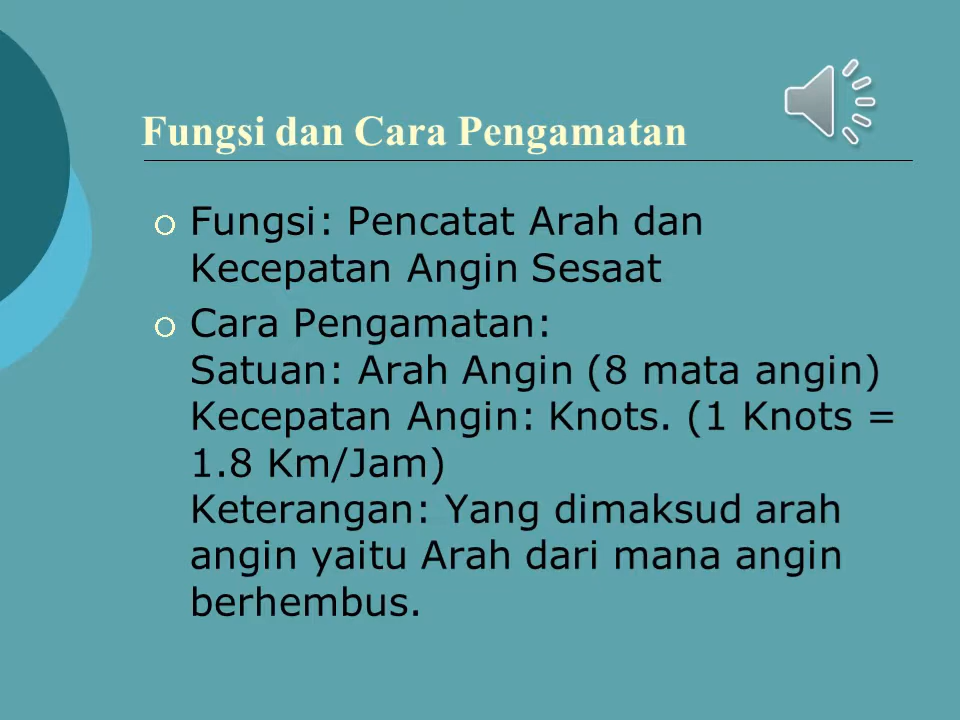 Fungsi dan Cara Pengamatan
Fungsi: Pencatat Arah dan
Kecepatan Angin Sesaat
Cara Pengamatan:
Satuan: Arah Angin (8 mata angin)
Kecepatan Angin: Knots. (1 Knots =
1.8 Km/Jam)
Keterangan: Yang dimaksud arah
angin yaitu Arah dari mana angin
berhembus.